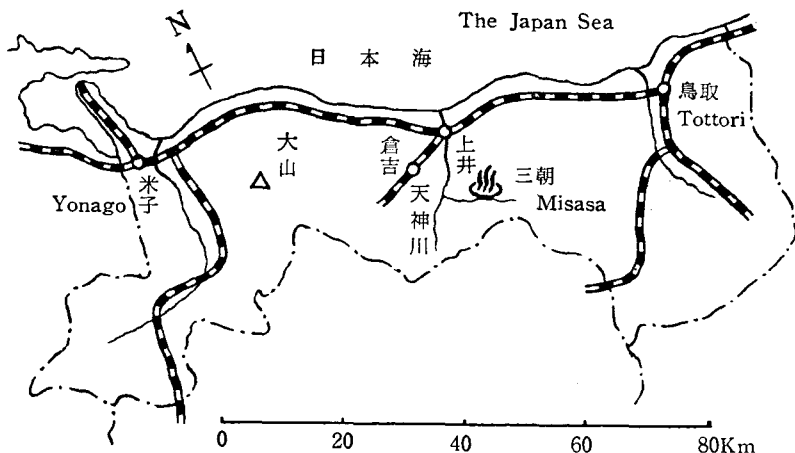 N
The Japan Sea
日本海
鳥取
Tottori
大山
倉吉
上井
三朝
Misasa
米子
Yonago
天神川
0 20 40 60 80Km